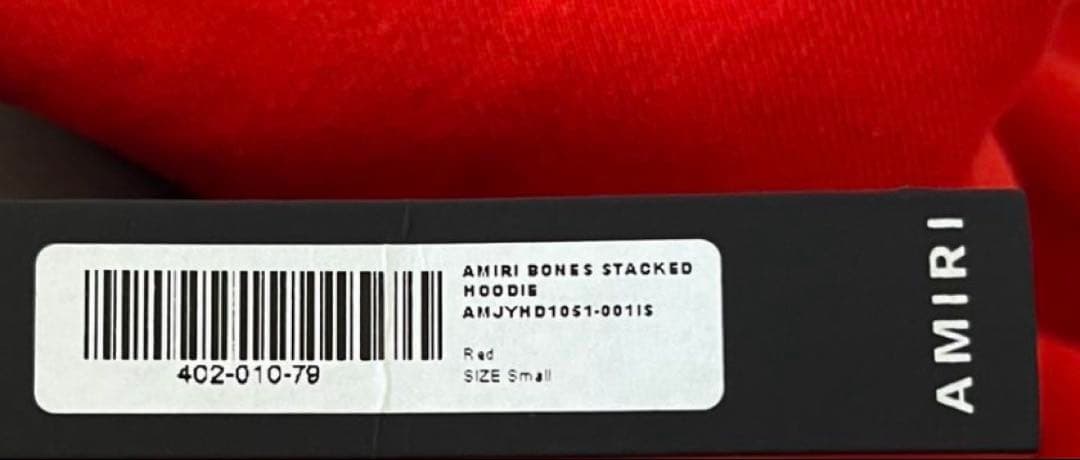 AMIRI BONES STACKED
HOODIE
AMJYHD1051-001IS
Red
SIZE Small
402-010-79
AMIRI